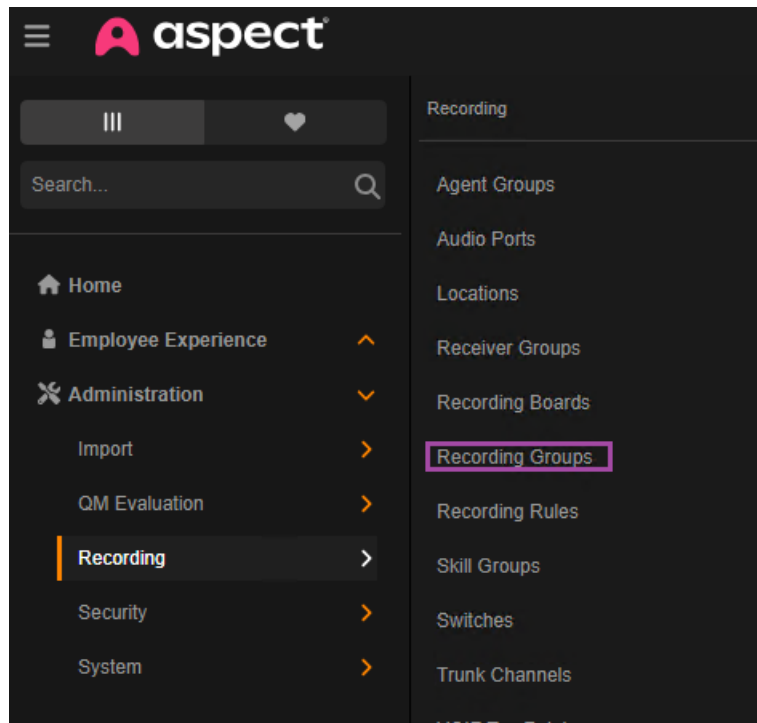 aspect
Search...
Home
Employee Experience
Administration
Import
QM Evaluation
Recording
Security
System
Recording
Agent Groups
Audio Ports
Locations
Receiver Groups
Recording Boards
Recording Groups
Recording Rules
Skill Groups
Switches
Trunk Channels